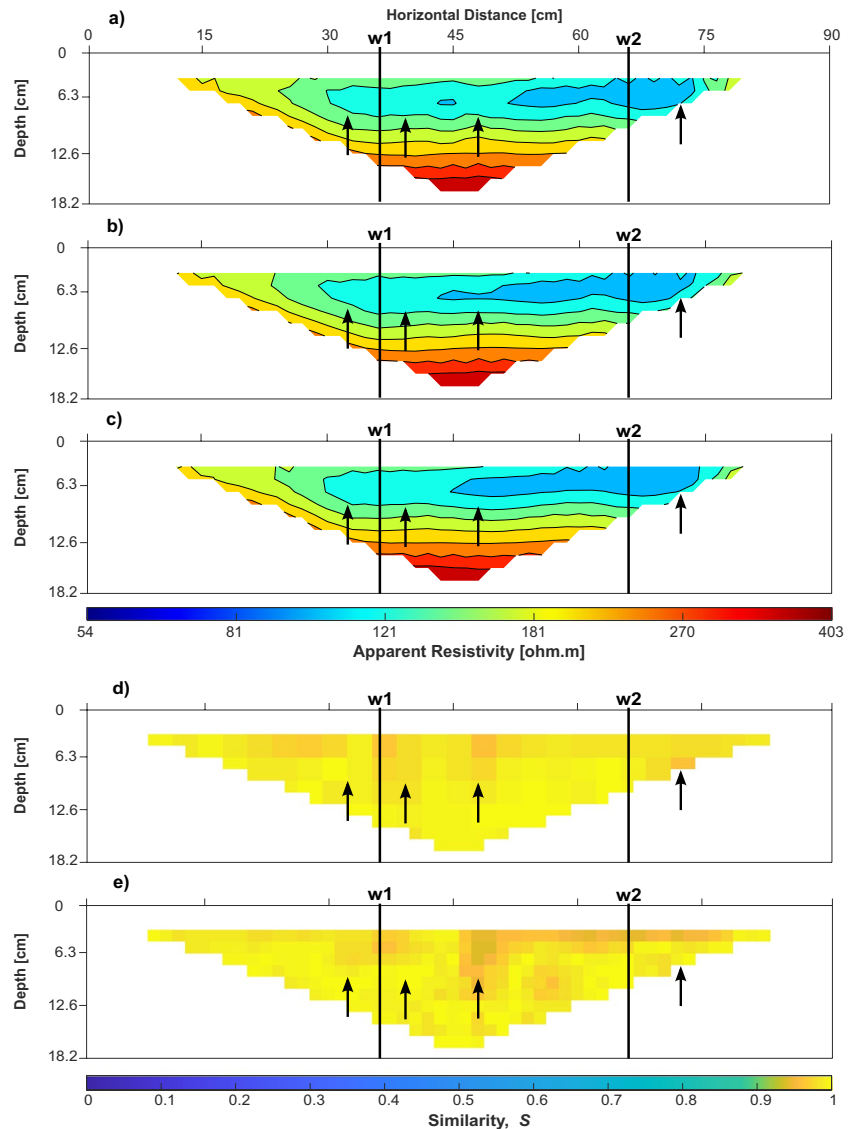 Horizontal Distance [cm]
a)
w1
w2
0 15 30 45 60 75 90
Depth [cm]
0
6.3
12.6
18.2
b)
w1
w2
Depth [cm]
0
6.3
12.6
18.2
c)
w1
w2
Depth [cm]
0
6.3
12.6
18.2
54 81 121 181 270 403
Apparent Resistivity [ohm.m]
d)
w1
w2
Depth [cm]
0
6.3
12.6
18.2
e)
w1
w2
Depth [cm]
0
6.3
12.6
18.2
0 0.1 0.2 0.3 0.4 0.5 0.6 0.7 0.8 0.9 1
Similarity, S